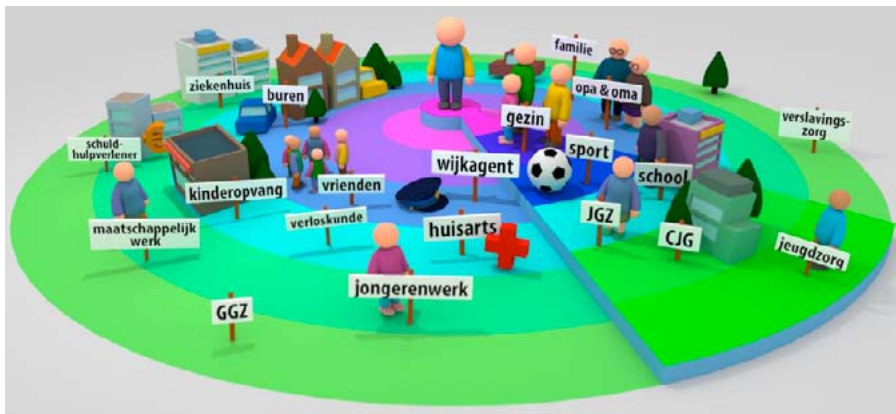 familie
ziekenhuis
buren
opa & oma
gezin
verslavings-
zorg
schuld-
hulpverlener
sport
wijkagent
school
kinderopvang
vrienden
maatschappelijk
werk
verloskunde
huisarts
JGZ
CJG
jeugdzorg
jongerenwerk
GGZ